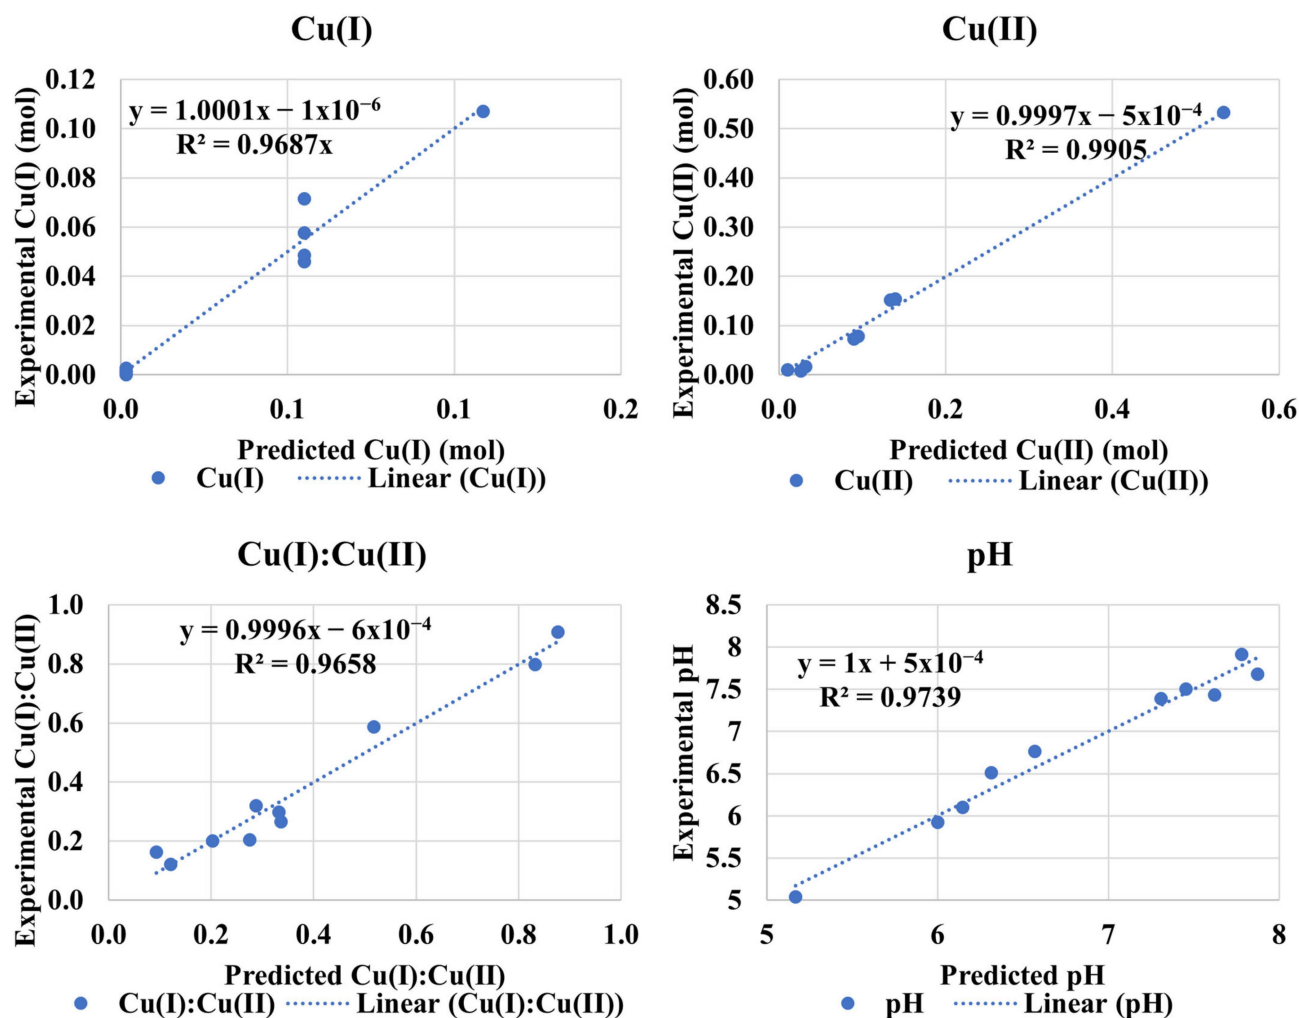 Cu(I)
Experimental Cu(I) (mol)
0.12
0.10
0.08
0.06
0.04
0.02
0.00
y = 1.0001x − 1x10⁻⁶
R² = 0.9687x
0.0
0.1
0.1
0.2
Predicted Cu(I) (mol)
Cu(I)
Linear (Cu(I))
Cu(II)
Experimental Cu(II) (mol)
0.60
0.50
0.40
0.30
0.20
0.10
0.00
y = 0.9997x − 5x10⁻⁴
R² = 0.9905
0.0
0.2
0.4
0.6
Predicted Cu(II) (mol)
Cu(II)
Linear (Cu(II))
Cu(I):Cu(II)
Experimental Cu(I):Cu(II)
1.0
0.8
0.6
0.4
0.2
0.0
y = 0.9996x − 6x10⁻⁴
R² = 0.9658
0.0
0.2
0.4
0.6
0.8
1.0
Predicted Cu(I):Cu(II)
Cu(I):Cu(II)
Linear (Cu(I):Cu(II))
pH
Experimental pH
8.5
8
7.5
7
6.5
6
5.5
5
y = 1x + 5x10⁻⁴
R² = 0.9739
5
6
7
8
Predicted pH
pH
Linear (pH)